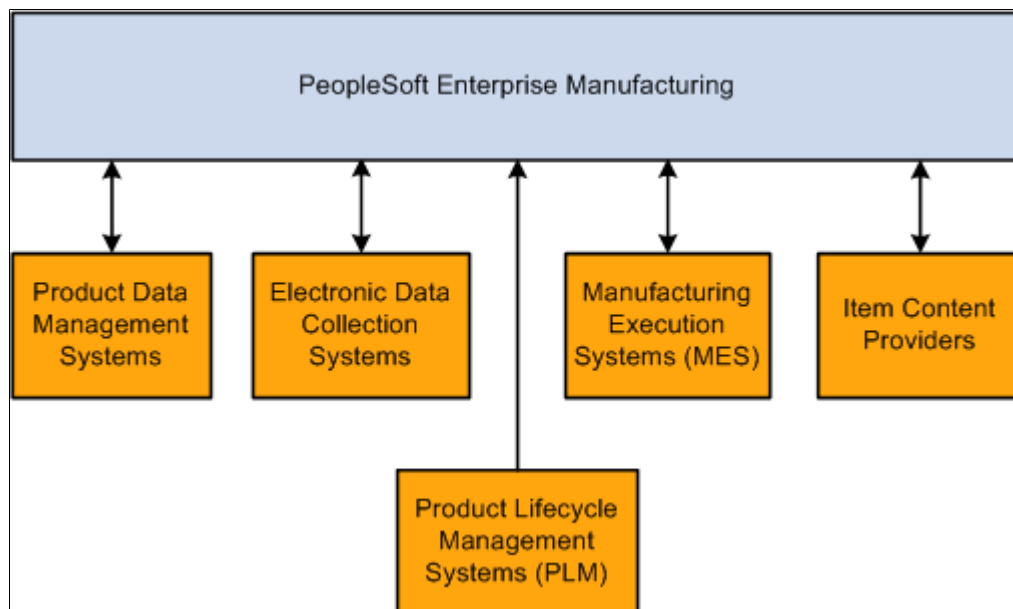 PeopleSoft Enterprise Manufacturing
Product Data
Management
Systems
Electronic Data
Collection
Systems
Manufacturing
Execution
Systems (MES)
Item Content
Providers
Product Lifecycle
Management
Systems (PLM)